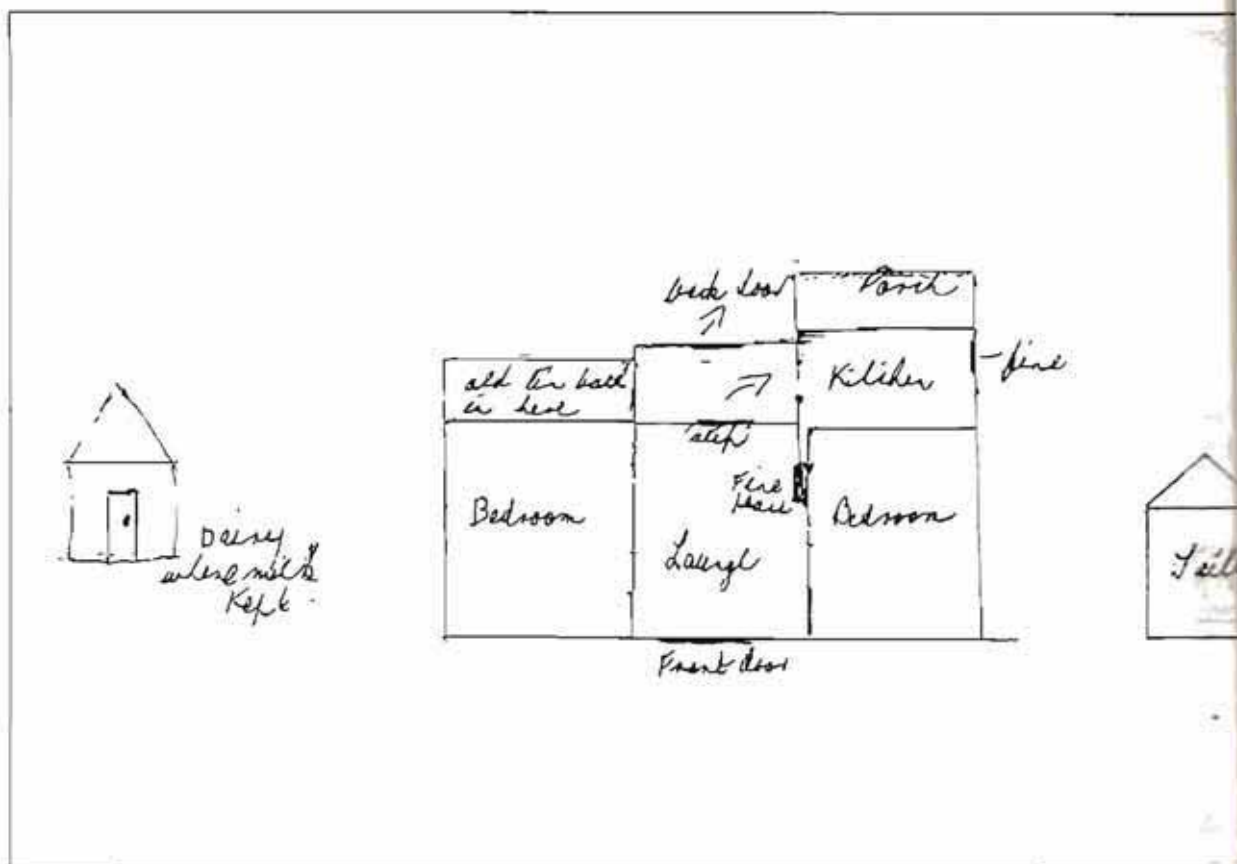 back door
Porch
old tin bath
in here
Kitchen
fire
step
Fire
place
Bedroom
Lounge
Bedroom
Dairy
where milk
Kept
Front door